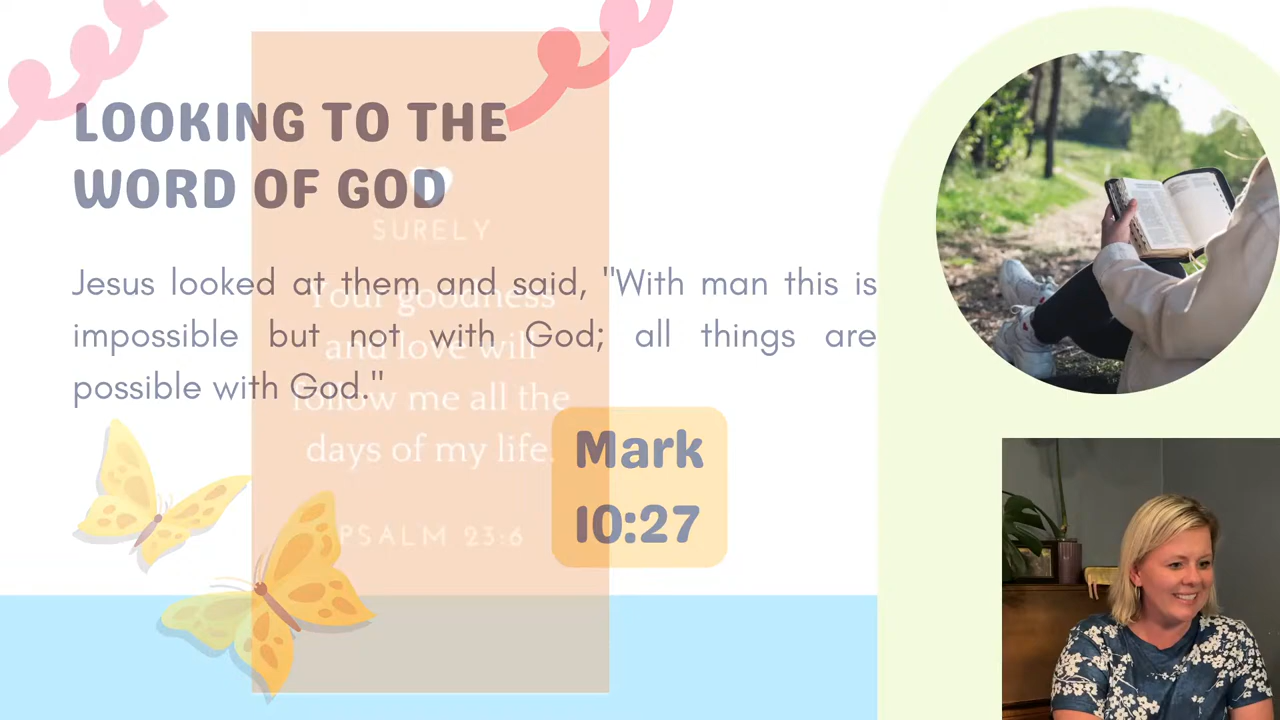 LOOKING TO THE
WORD OF GOD
Jesus looked at them and said, "With man this is
impossible but not with God; all things are
possible with God."
Mark
10:27
SURELY
Your goodness
and love will
follow me all the
days of my life.
PSALM 23:6